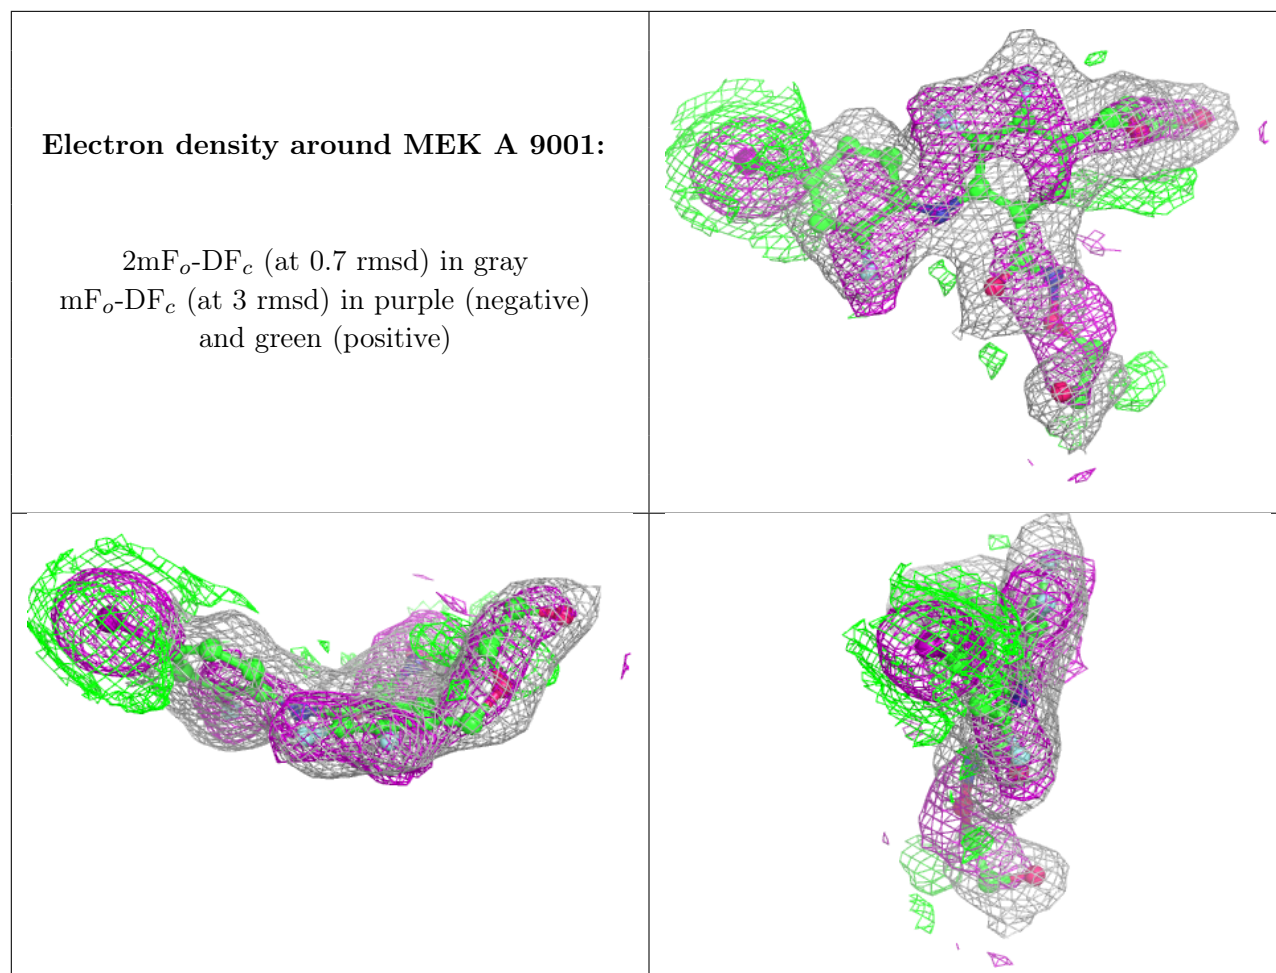 Electron density around MEK A 9001:
2mFo-DFc (at 0.7 rmsd) in gray
mFo-DFc (at 3 rmsd) in purple (negative)
and green (positive)